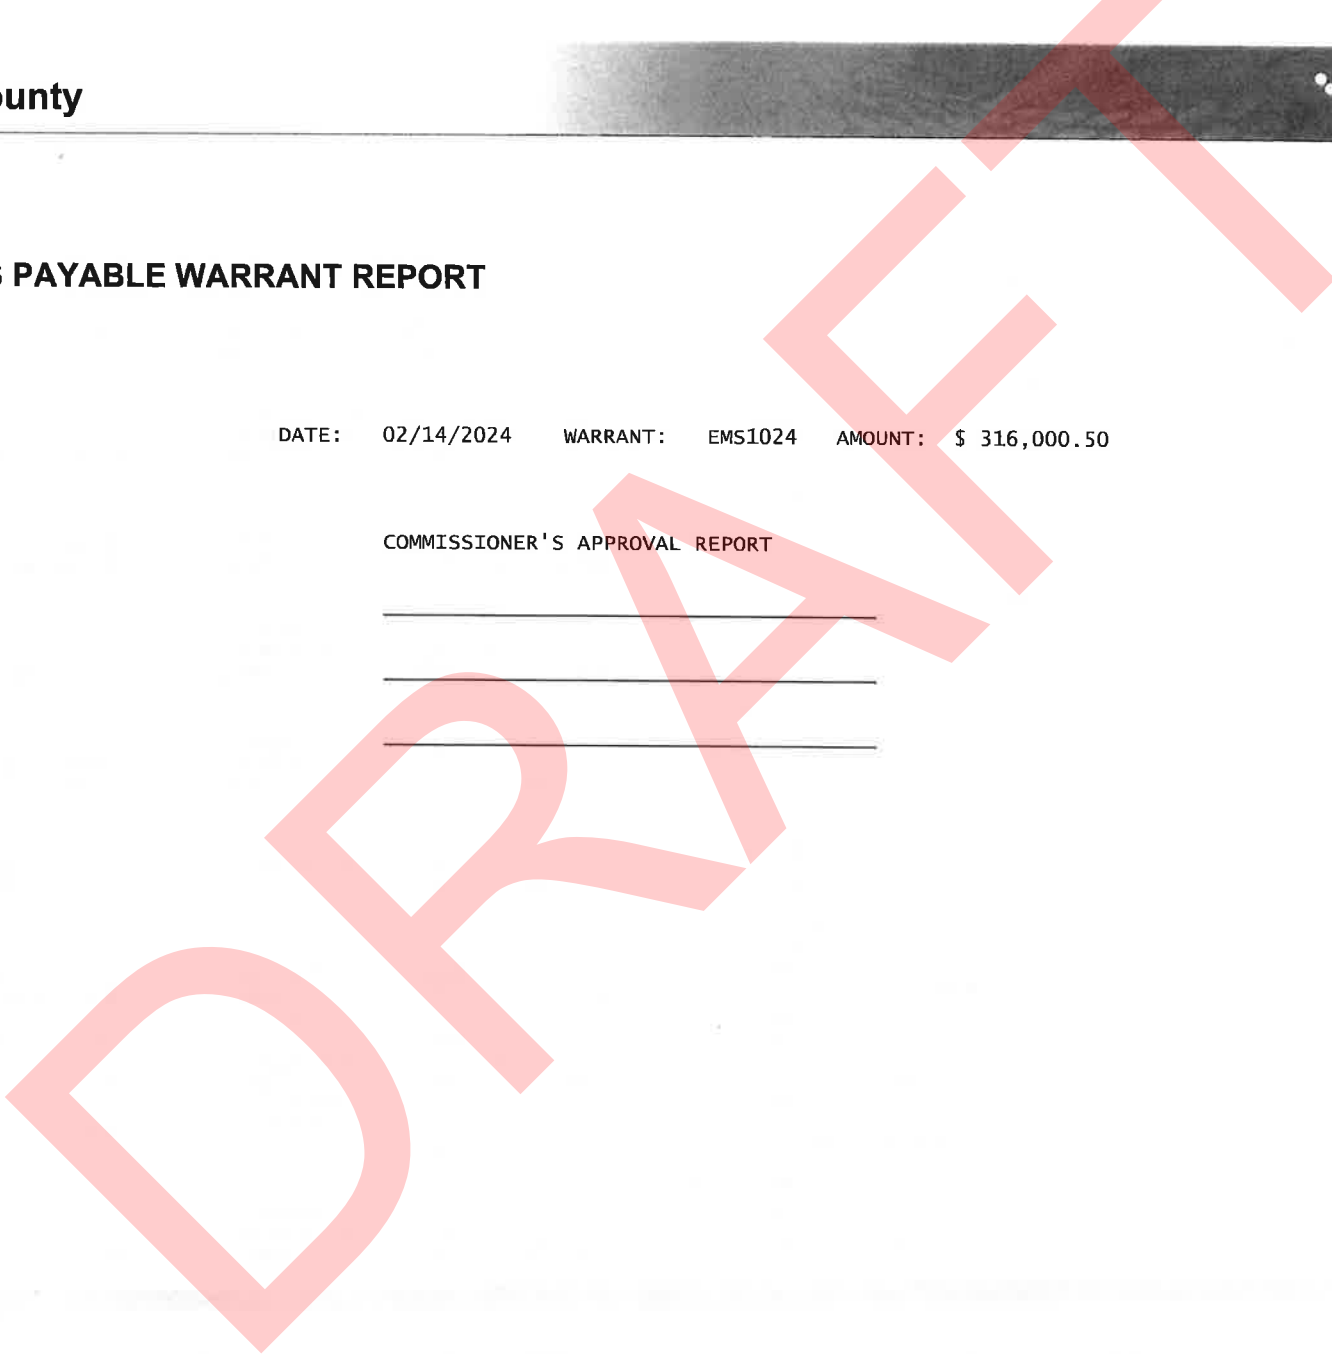 ounty
S PAYABLE WARRANT REPORT
DATE: 02/14/2024 WARRANT: EMS1024 AMOUNT: $ 316,000.50
COMMISSIONER'S APPROVAL REPORT
DRAFT